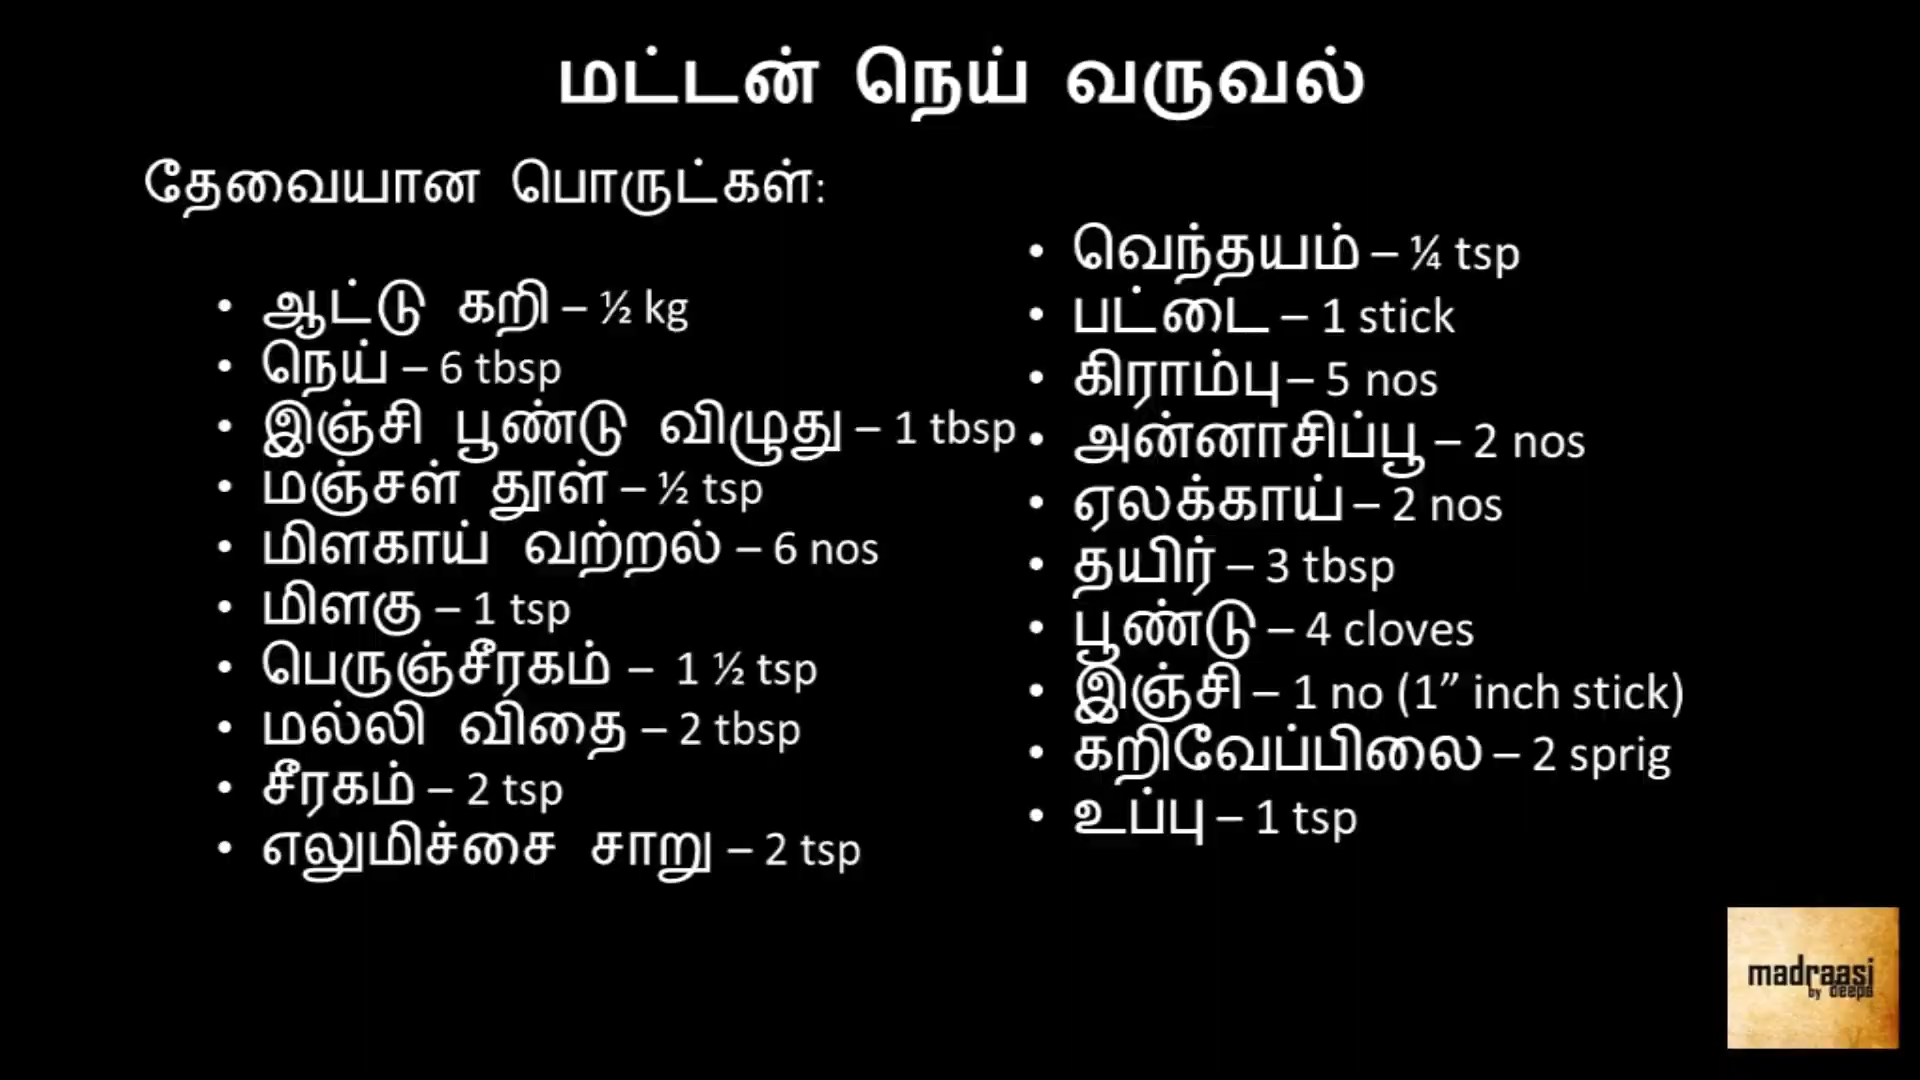 மட்டன் நெய் வருவல்
தேவையான பொருட்கள்:
• ஆட்டு கறி – ½ kg
• நெய் – 6 tbsp
• இஞ்சி பூண்டு விழுது – 1 tbsp
• மஞ்சள் தூள் – ½ tsp
• மிளகாய் வற்றல் – 6 nos
• மிளகு – 1 tsp
• பெருஞ்சீரகம் – 1 ½ tsp
• மல்லி விதை – 2 tbsp
• சீரகம் – 2 tsp
• எலுமிச்சை சாறு – 2 tsp
• வெந்தயம் – ¼ tsp
• பட்டை – 1 stick
• கிராம்பு – 5 nos
• அன்னாசிப்பூ – 2 nos
• ஏலக்காய் – 2 nos
• தயிர் – 3 tbsp
• பூண்டு – 4 cloves
• இஞ்சி – 1 no (1” inch stick)
• கறிவேப்பிலை – 2 sprig
• உப்பு – 1 tsp
madraasi
by deepa